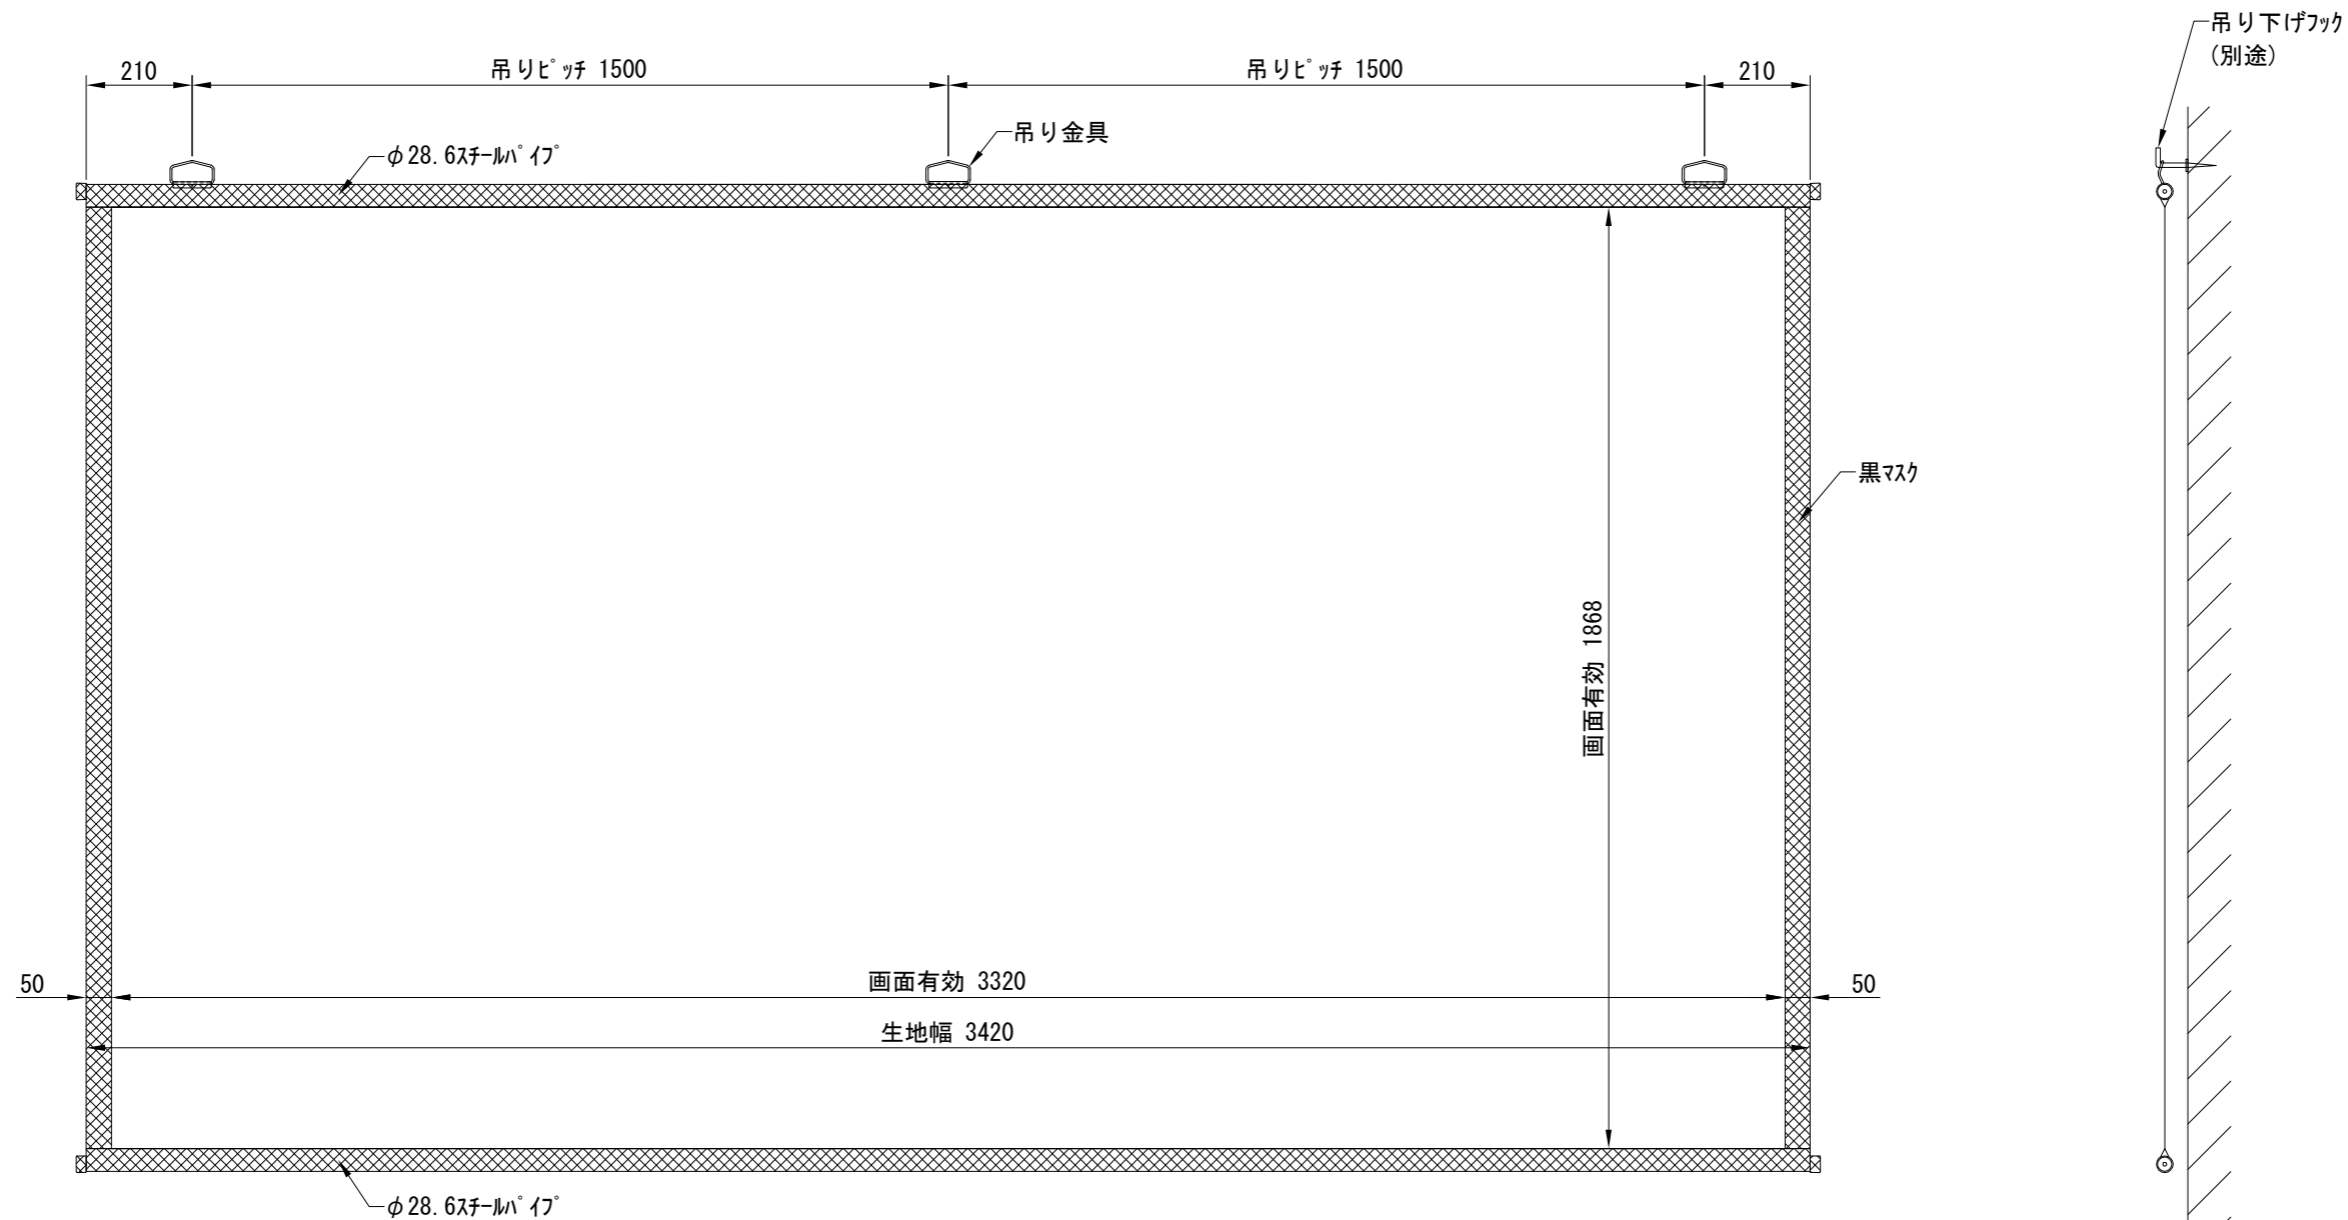 吊り下げﾌｯｸ
(別途)
210
吊りﾋﾟｯﾁ 1500
吊りﾋﾟｯﾁ 1500
210
吊り金具
φ28.6ｽﾁｰﾙﾊﾟｲﾌﾟ
黒ﾏｽｸ
画面有効 1868
50
画面有効 3320
50
生地幅 3420
φ28.6ｽﾁｰﾙﾊﾟｲﾌﾟ